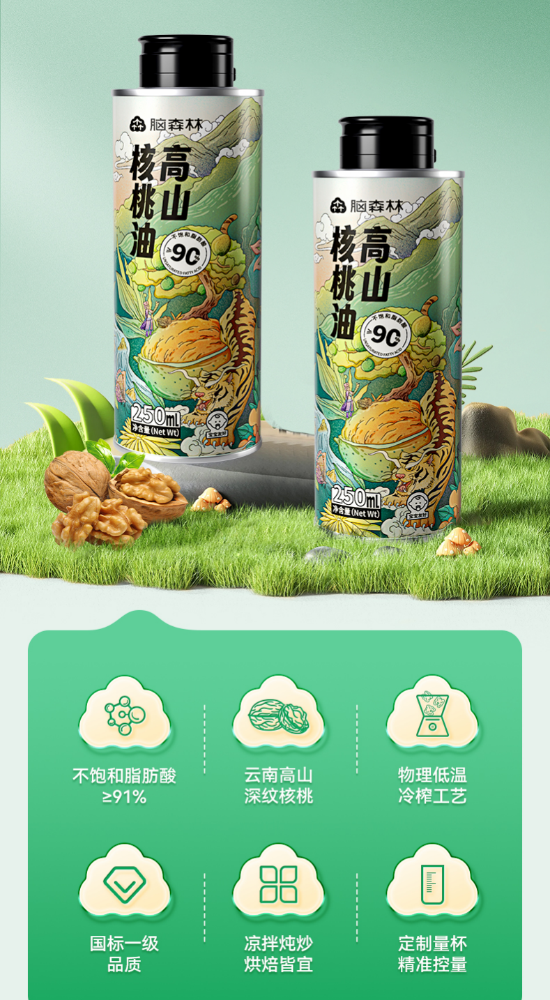 脑森林
高山
核桃油
不饱和脂肪酸
90%
UNSATURATED FATTY ACID
250ml
净含量(Net Wt)
宝宝友好
脑森林
高山
核桃油
不饱和脂肪酸
90%
UNSATURATED FATTY ACID
250ml
净含量(Net Wt)
宝宝友好
不饱和脂肪酸
≥91%
云南高山
深纹核桃
物理低温
冷榨工艺
国标一级
品质
凉拌炖炒
烘焙皆宜
定制量杯
精准控量